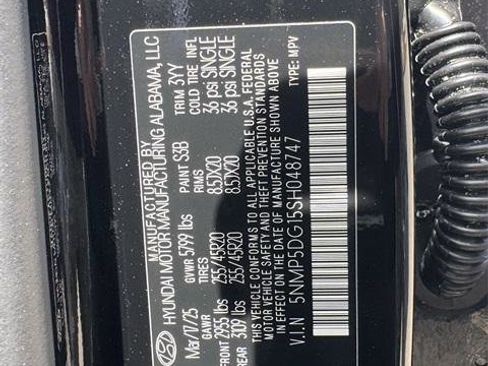 MANUFACTURED BY
HYUNDAI MOTOR MANUFACTURING ALABAMA, LLC
Mar/17/25 GVWR 5799 lbs PAINT S3B TRIM 3YY
GAWR TIRES RIMS COLD TIRE INFL
FRONT 2955 lbs 255/45R20 8.5JX20 36 psi SINGLE
REAR 3109 lbs 255/45R20 8.5JX20 36 psi SINGLE
THIS VEHICLE CONFORMS TO ALL APPLICABLE U.S.A. FEDERAL
MOTOR VEHICLE SAFETY AND THEFT PREVENTION STANDARDS
IN EFFECT ON THE DATE OF MANUFACTURE SHOWN ABOVE
V.I.N 5NMP5DG15SH048747 TYPE: MPV